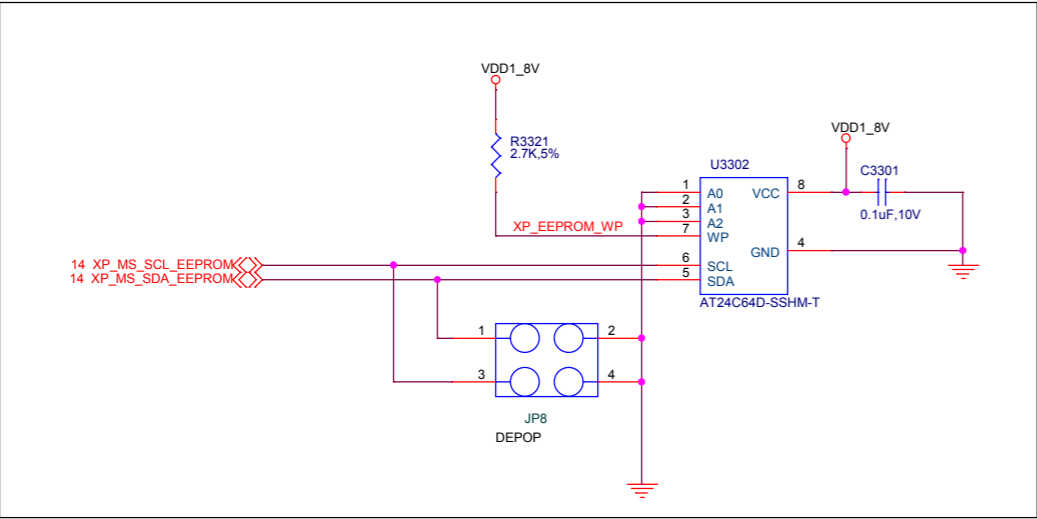 VDD1_8V
R3321
2.7K,5%
VDD1_8V
U3302
C3301
0.1uF,10V
1 A0 VCC 8
2 A1
3 A2
XP_EEPROM_WP 7 WP
GND 4
14 XP_MS_SCL_EEPROM 6 SCL
14 XP_MS_SDA_EEPROM 5 SDA
AT24C64D-SSHM-T
1 2
3 4
JP8
DEPOP